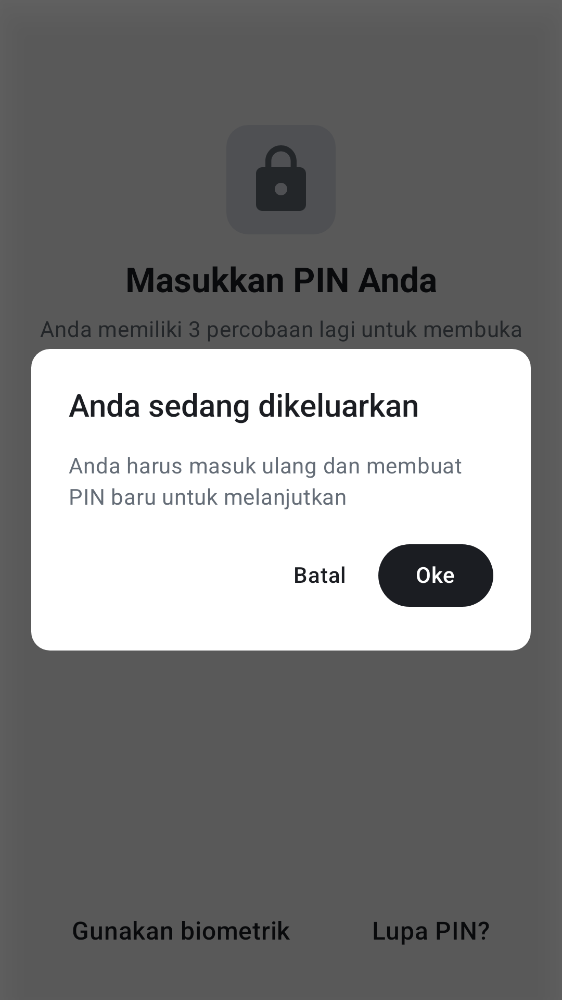 Masukkan PIN Anda
Anda memiliki 3 percobaan lagi untuk membuka
Anda sedang dikeluarkan
Anda harus masuk ulang dan membuat
PIN baru untuk melanjutkan
Batal
Oke
Gunakan biometrik
Lupa PIN?